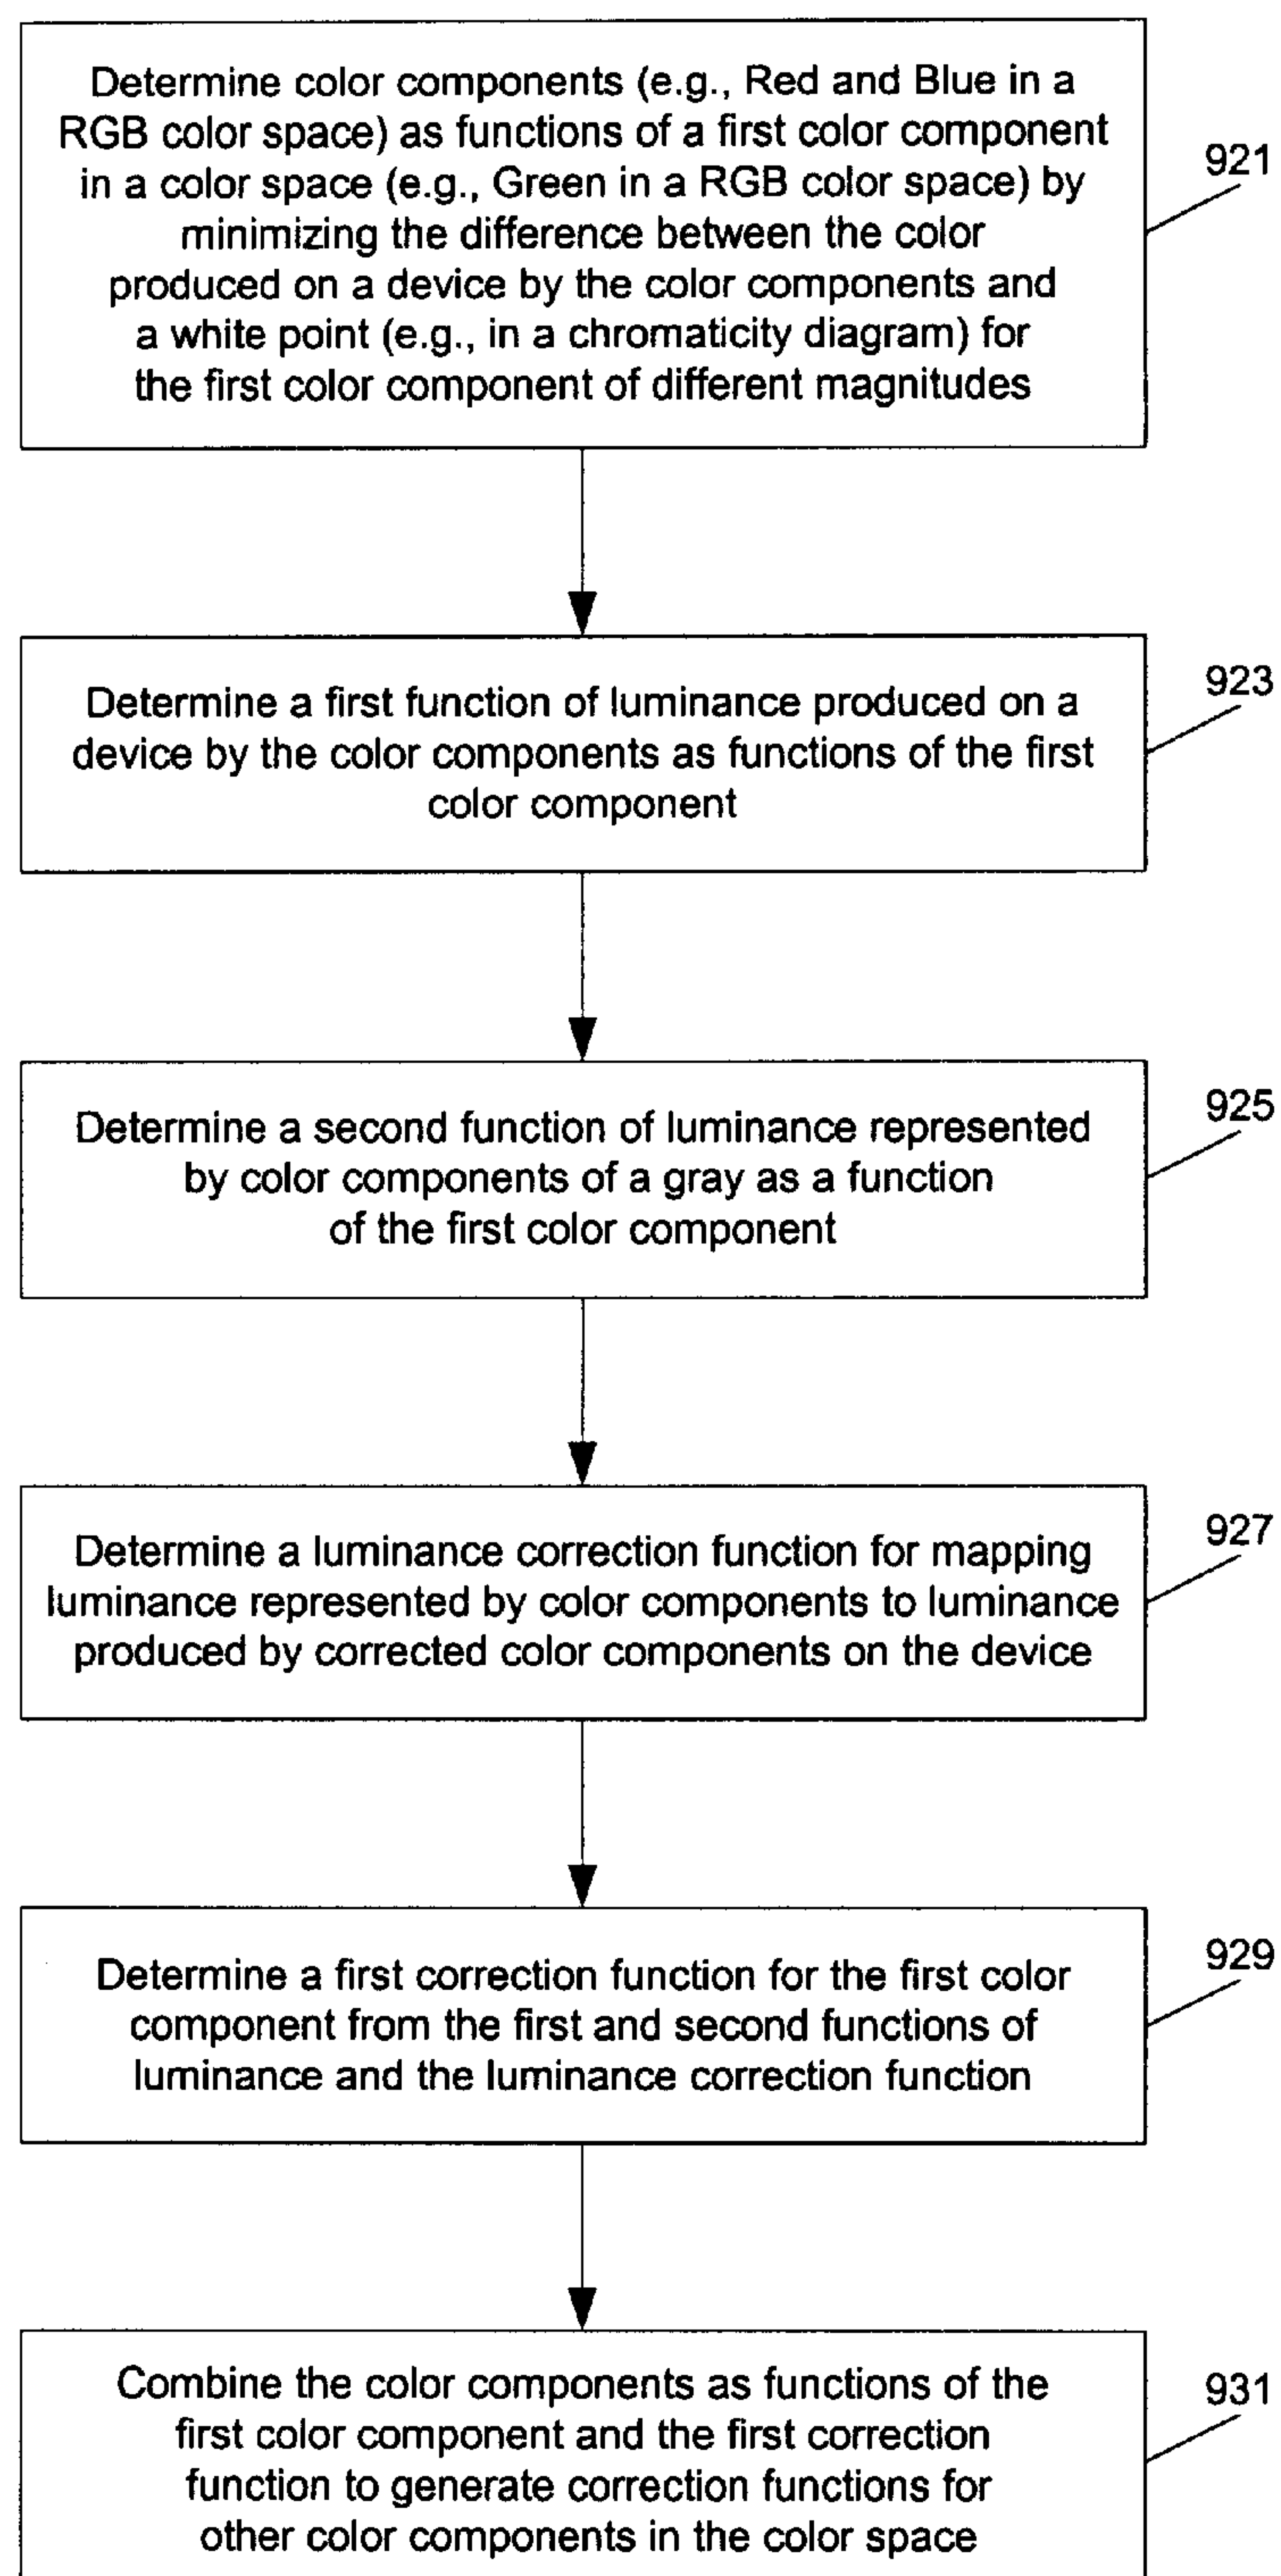 Determine color components (e.g., Red and Blue in a
RGB color space) as functions of a first color component
in a color space (e.g., Green in a RGB color space) by
minimizing the difference between the color
produced on a device by the color components and
a white point (e.g., in a chromaticity diagram) for
the first color component of different magnitudes
921
Determine a first function of luminance produced on a
device by the color components as functions of the first
color component
923
Determine a second function of luminance represented
by color components of a gray as a function
of the first color component
925
Determine a luminance correction function for mapping
luminance represented by color components to luminance
produced by corrected color components on the device
927
Determine a first correction function for the first color
component from the first and second functions of
luminance and the luminance correction function
929
Combine the color components as functions of the
first color component and the first correction
function to generate correction functions for
other color components in the color space
931